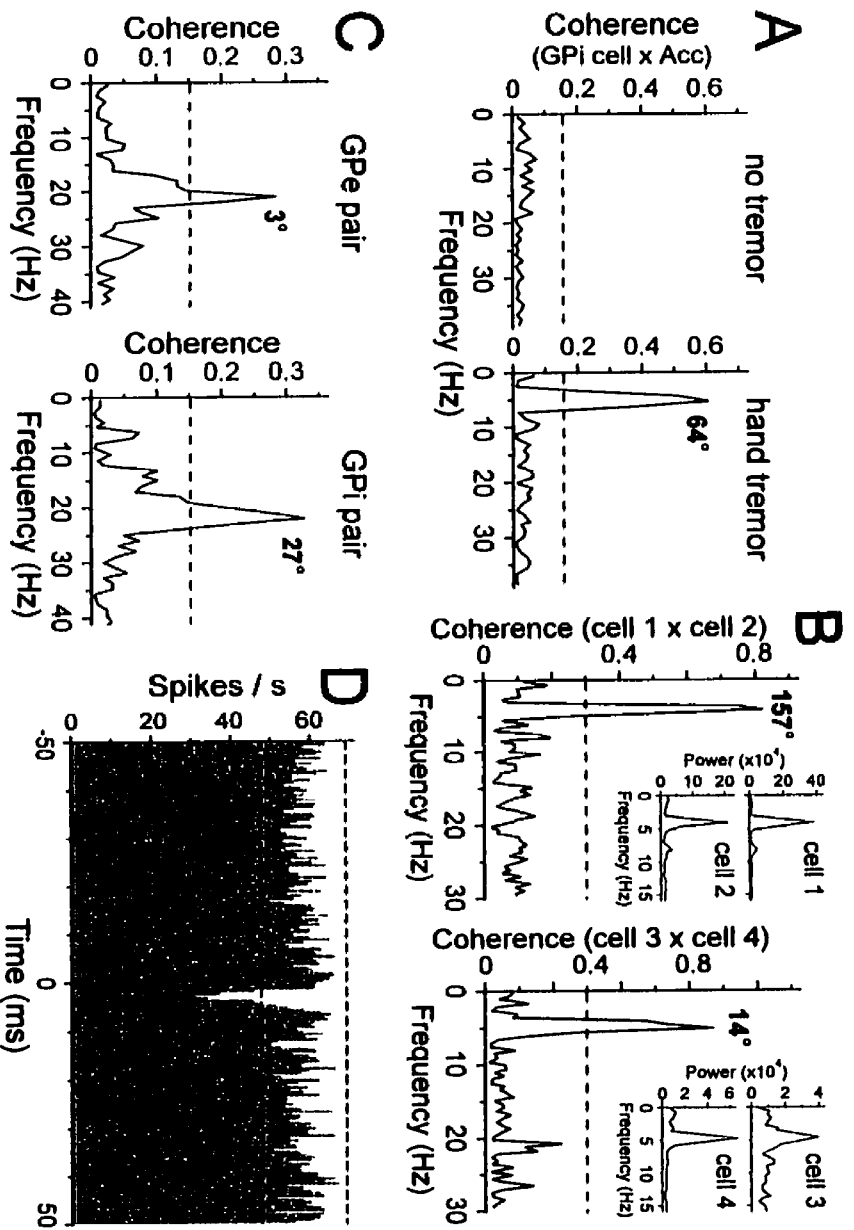 A
Coherence
(GPi cell x Acc)
no tremor
0 0.2 0.4 0.6
0 10 20 30
hand tremor
0 0.2 0.4 0.6
64°
0 10 20 30
Frequency (Hz)
B
Coherence (cell 1 x cell 2)
0 0.2 0.4 0.6 0.8
157°
0 10 20 30
Frequency (Hz)
Power (x10⁴)
0 20 40
cell 1
0 10 20
cell 2
0 5 10 15
Frequency (Hz)
Coherence (cell 3 x cell 4)
0 0.2 0.4 0.6 0.8
14°
0 10 20 30
Frequency (Hz)
Power (x10⁴)
2 4
cell 3
2 6
cell 4
0 5 10 15
Frequency (Hz)
C
Coherence
0 0.1 0.2 0.3
GPe pair
3°
0 10 20 30 40
Frequency (Hz)
Coherence
0 0.1 0.2 0.3
GPi pair
27°
0 10 20 30 40
Frequency (Hz)
D
Spikes / s
0 20 40 60
-50 0 50
Time (ms)